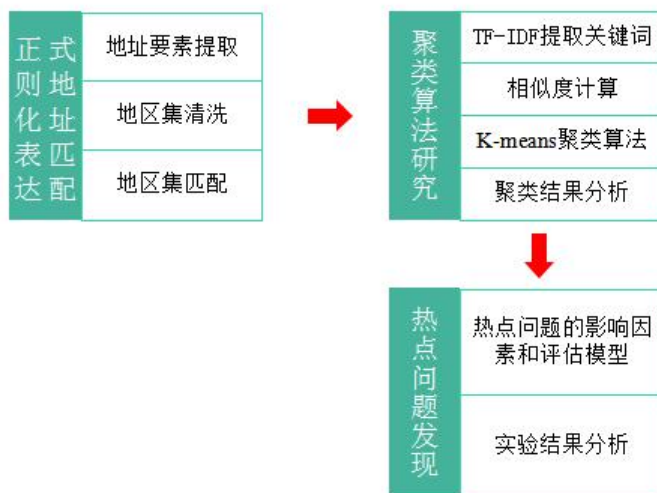 正则化表达
式地址匹配
地址要素提取
地区集清洗
地区集匹配
聚类算法研究
TF-IDF提取关键词
相似度计算
K-means聚类算法
聚类结果分析
热点问题发现
热点问题的影响因
素和评估模型
实验结果分析